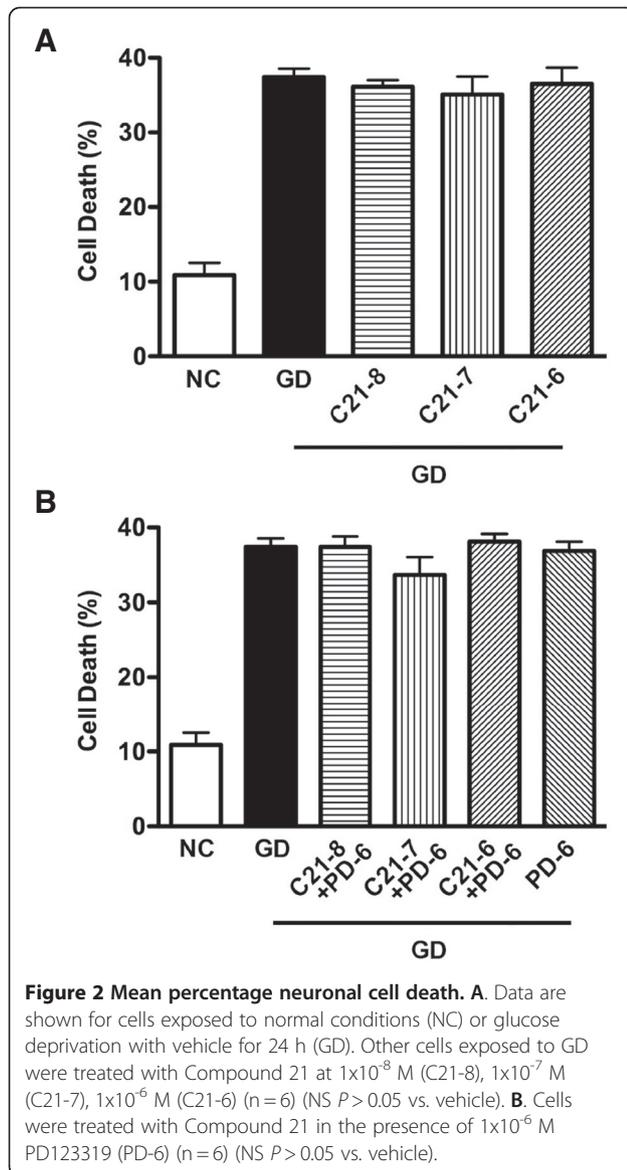 A
40
30
20
10
0
Cell Death (%)
NC GD C21-8 C21-7 C21-6
GD
B
40
30
20
10
0
Cell Death (%)
NC GD C21-8 +PD-6 C21-7 +PD-6 C21-6 +PD-6 PD-6
GD
Figure 2 Mean percentage neuronal cell death. A. Data are
shown for cells exposed to normal conditions (NC) or glucose
deprivation with vehicle for 24 h (GD). Other cells exposed to GD
were treated with Compound 21 at 1x10⁻⁸ M (C21-8), 1x10⁻⁷ M
(C21-7), 1x10⁻⁶ M (C21-6) (n = 6) (NS P > 0.05 vs. vehicle). B. Cells
were treated with Compound 21 in the presence of 1x10⁻⁶ M
PD123319 (PD-6) (n = 6) (NS P > 0.05 vs. vehicle).